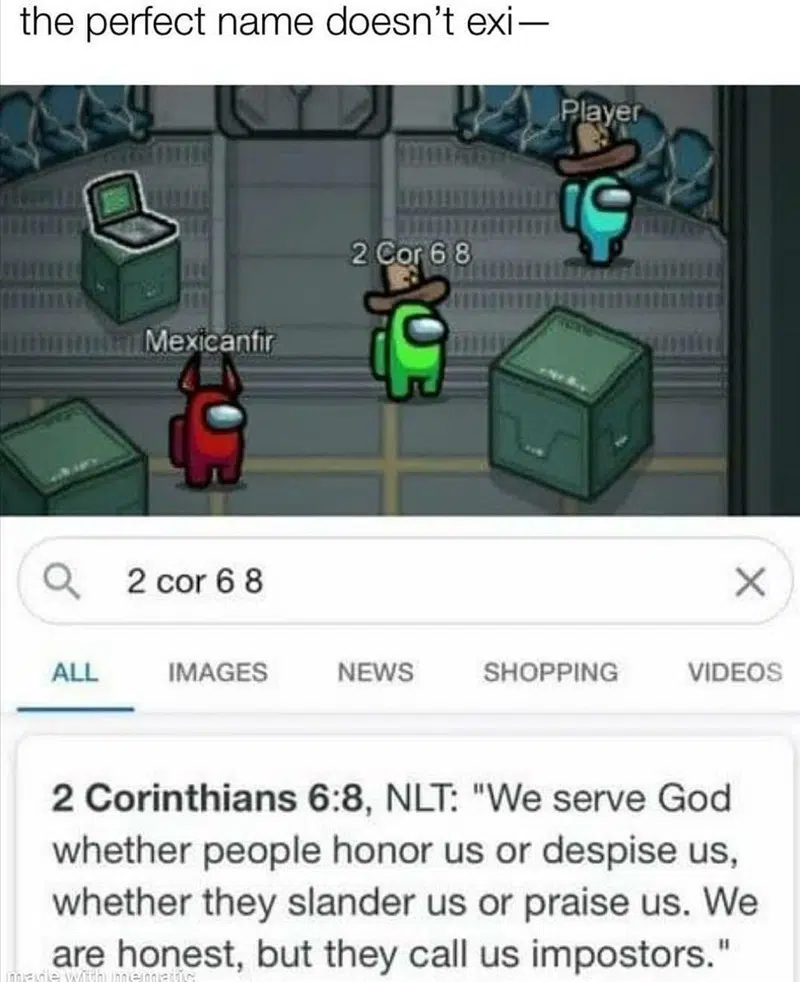 the perfect name doesn't exi—
Player
2 Cor 6 8
Mexicanfir
2 cor 6 8
ALL IMAGES NEWS SHOPPING VIDEOS
2 Corinthians 6:8, NLT: "We serve God
whether people honor us or despise us,
whether they slander us or praise us. We
are honest, but they call us impostors."
made with mematic